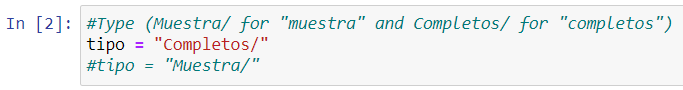 In [2]: #Type (Muestra/ for "muestra" and Completos/ for "completos")
tipo = "Completos/"
#tipo = "Muestra/"